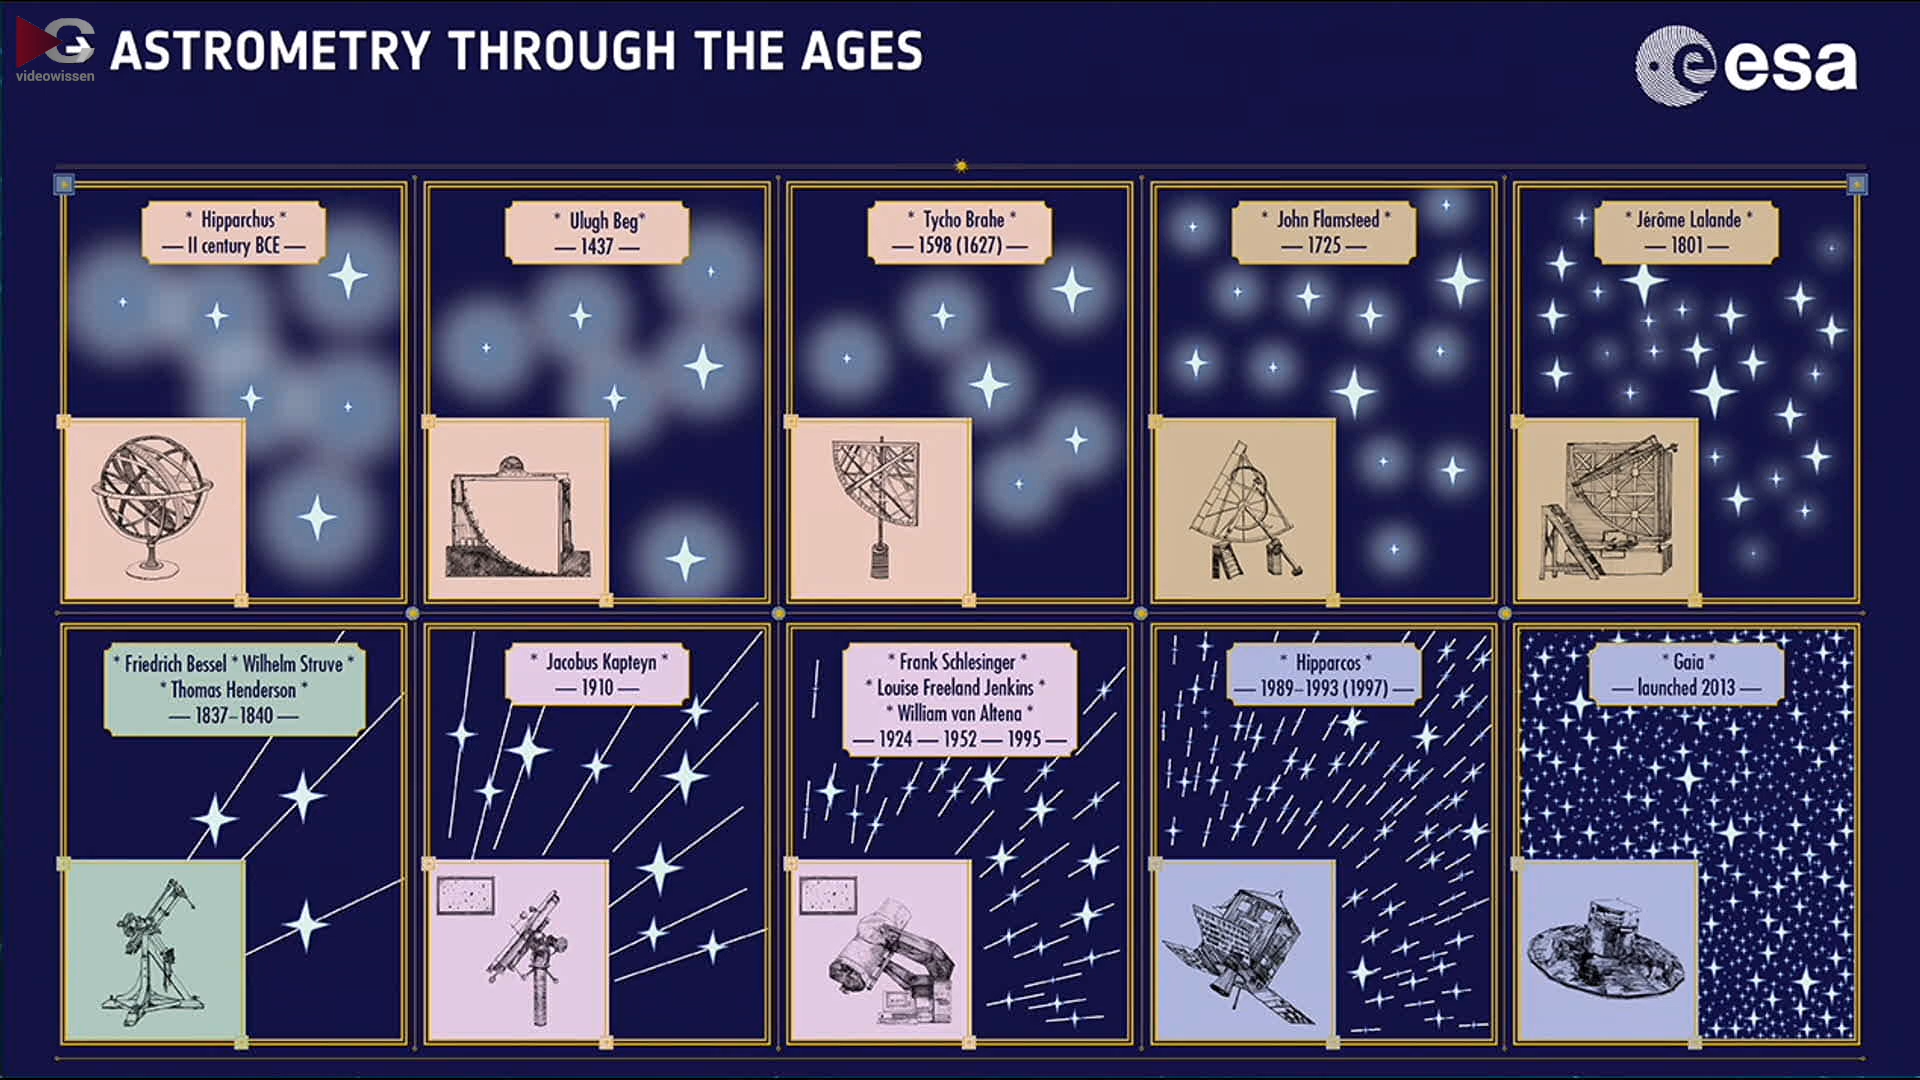 ASTROMETRY THROUGH THE AGES
videowissen
esa
* Hipparchus *
— II century BCE —
* Ulugh Beg*
— 1437 —
* Tycho Brahe *
— 1598 (1627) —
* John Flamsteed *
— 1725 —
* Jérôme Lalande *
— 1801 —
* Friedrich Bessel * Wilhelm Struve *
* Thomas Henderson *
— 1837–1840 —
* Jacobus Kapteyn *
— 1910 —
* Frank Schlesinger *
* Louise Freeland Jenkins *
* William van Altena *
— 1924 — 1952 — 1995 —
* Hipparcos *
— 1989–1993 (1997) —
* Gaia *
— launched 2013 —